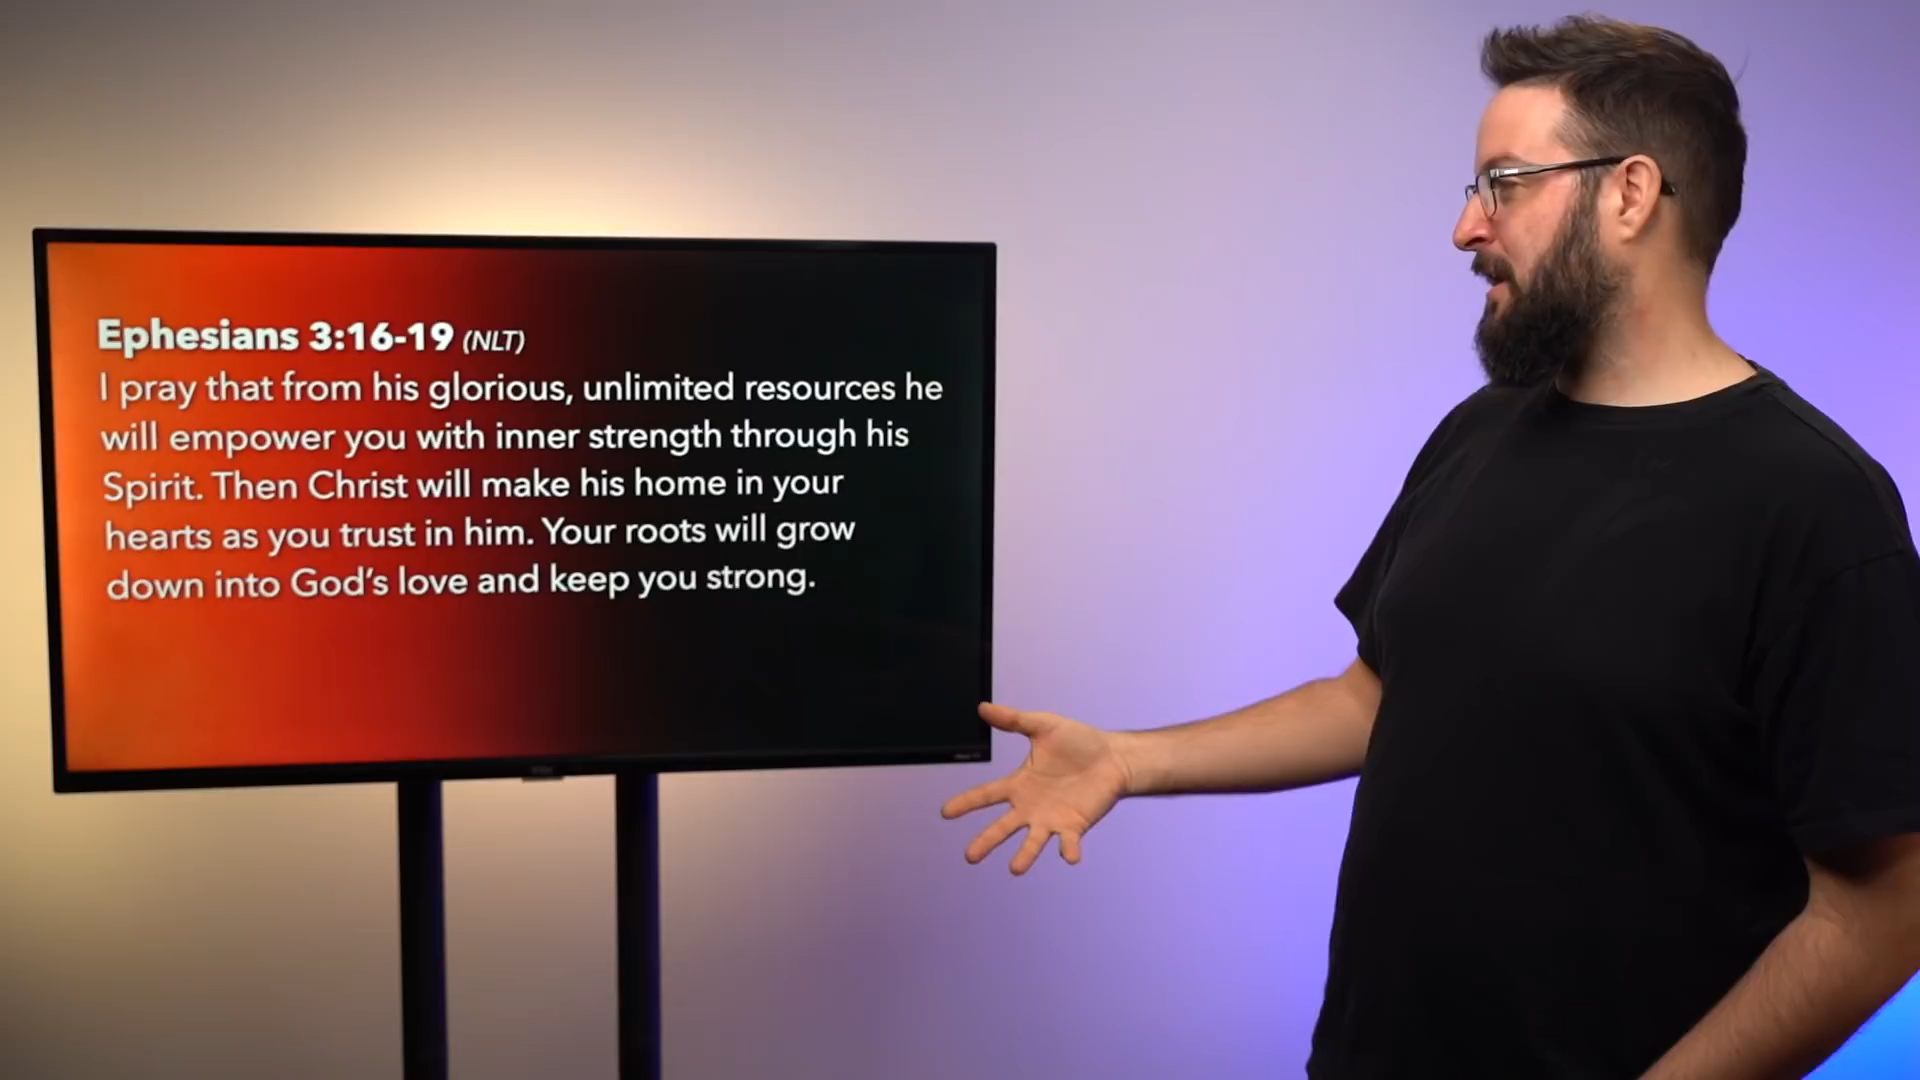 Ephesians 3:16-19 (NLT)
I pray that from his glorious, unlimited resources he
will empower you with inner strength through his
Spirit. Then Christ will make his home in your
hearts as you trust in him. Your roots will grow
down into God's love and keep you strong.